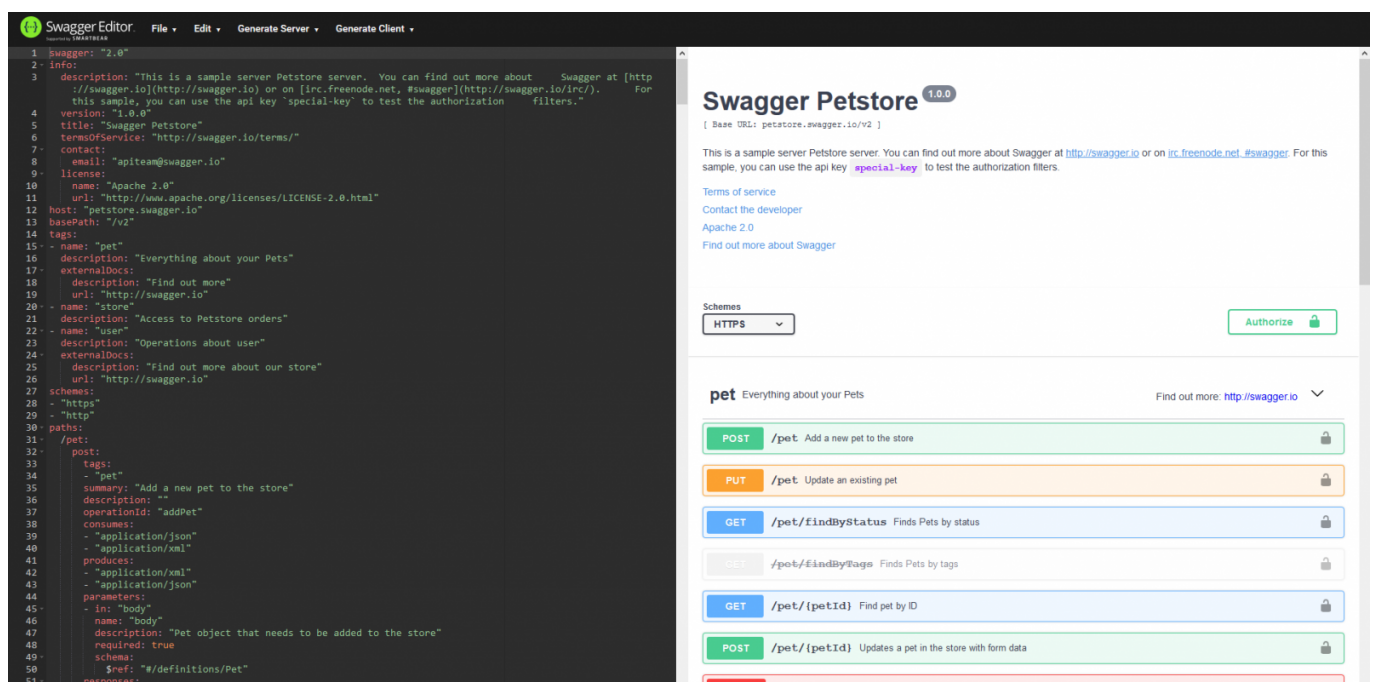 Swagger Editor. File Edit Generate Server Generate Client
Supported by SMARTBEAR
1 swagger: "2.0"
2 info:
3 description: "This is a sample server Petstore server. You can find out more about Swagger at [http
://swagger.io](http://swagger.io) or on [irc.freenode.net, #swagger](http://swagger.io/irc/). For
this sample, you can use the api key `special-key` to test the authorization filters."
4 version: "1.0.0"
5 title: "Swagger Petstore"
6 termsOfService: "http://swagger.io/terms/"
7 contact:
8 email: "apiteam@swagger.io"
9 license:
10 name: "Apache 2.0"
11 url: "http://www.apache.org/licenses/LICENSE-2.0.html"
12 host: "petstore.swagger.io"
13 basePath: "/v2"
14 tags:
15 - name: "pet"
16 description: "Everything about your Pets"
17 externalDocs:
18 description: "Find out more"
19 url: "http://swagger.io"
20 - name: "store"
21 description: "Access to Petstore orders"
22 - name: "user"
23 description: "Operations about user"
24 externalDocs:
25 description: "Find out more about our store"
26 url: "http://swagger.io"
27 schemes:
28 - "https"
29 - "http"
30 paths:
31 /pet:
32 post:
33 tags:
34 - "pet"
35 summary: "Add a new pet to the store"
36 description: ""
37 operationId: "addPet"
38 consumes:
39 - "application/json"
40 - "application/xml"
41 produces:
42 - "application/xml"
43 - "application/json"
44 parameters:
45 - in: "body"
46 name: "body"
47 description: "Pet object that needs to be added to the store"
48 required: true
49 schema:
50 $ref: "#/definitions/Pet"
51 responses:
Swagger Petstore 1.0.0
[ Base URL: petstore.swagger.io/v2 ]
This is a sample server Petstore server. You can find out more about Swagger at http://swagger.io or on irc.freenode.net, #swagger. For this
sample, you can use the api key special-key to test the authorization filters.
Terms of service
Contact the developer
Apache 2.0
Find out more about Swagger
Schemes
HTTPS
Authorize
pet Everything about your Pets Find out more: http://swagger.io
POST /pet Add a new pet to the store
PUT /pet Update an existing pet
GET /pet/findByStatus Finds Pets by status
GET /pet/findByTags Finds Pets by tags
GET /pet/{petId} Find pet by ID
POST /pet/{petId} Updates a pet in the store with form data